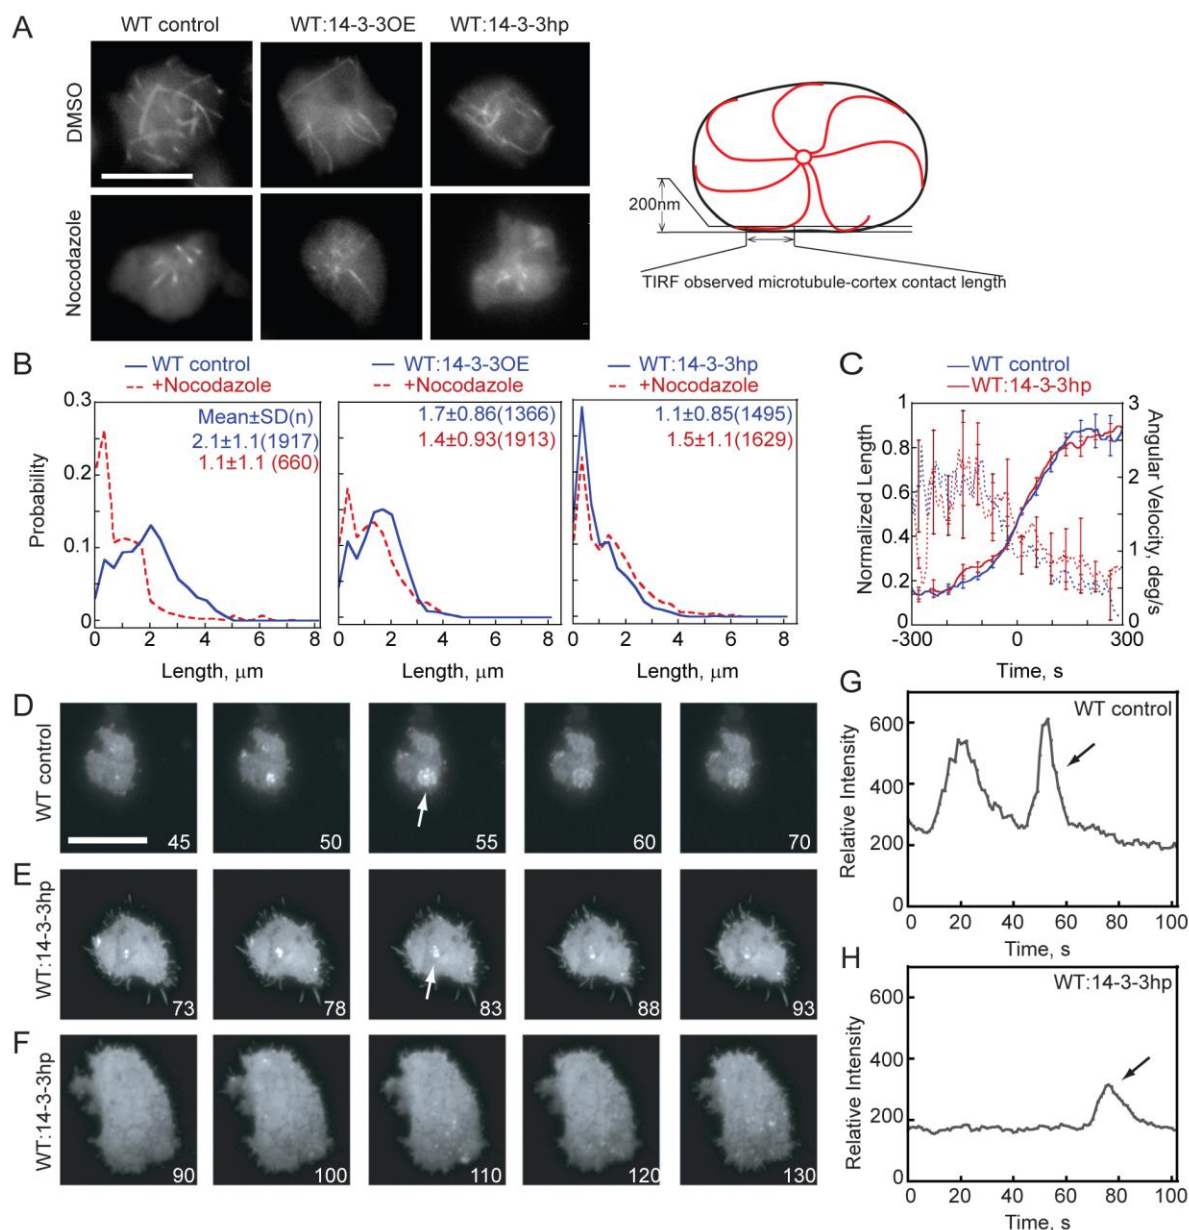 A
WT control
WT:14-3-3OE
WT:14-3-3hp
DMSO
Nocodazole
200nm
TIRF observed microtubule-cortex contact length
B
WT control
+Nocodazole
WT:14-3-3OE
+Nocodazole
WT:14-3-3hp
+Nocodazole
Probability
0.3
0.2
0.1
0
Mean±SD(n)
2.1±1.1(1917)
1.1±1.1 (660)
1.7±0.86(1366)
1.4±0.93(1913)
1.1±0.85(1495)
1.5±1.1(1629)
0 2 4 6 8
0 2 4 6 8
0 2 4 6 8
Length, μm
Length, μm
Length, μm
C
WT control
WT:14-3-3hp
Normalized Length
1
0.8
0.6
0.4
0.2
0
Angular Velocity, deg/s
3
2
1
0
-300 0 300
Time, s
D
WT control
45
50
55
60
70
E
WT:14-3-3hp
73
78
83
88
93
F
WT:14-3-3hp
90
100
110
120
130
G
WT control
Relative Intensity
600
400
200
0
0 20 40 60 80 100
Time, s
H
WT:14-3-3hp
Relative Intensity
600
400
200
0
0 20 40 60 80 100
Time, s